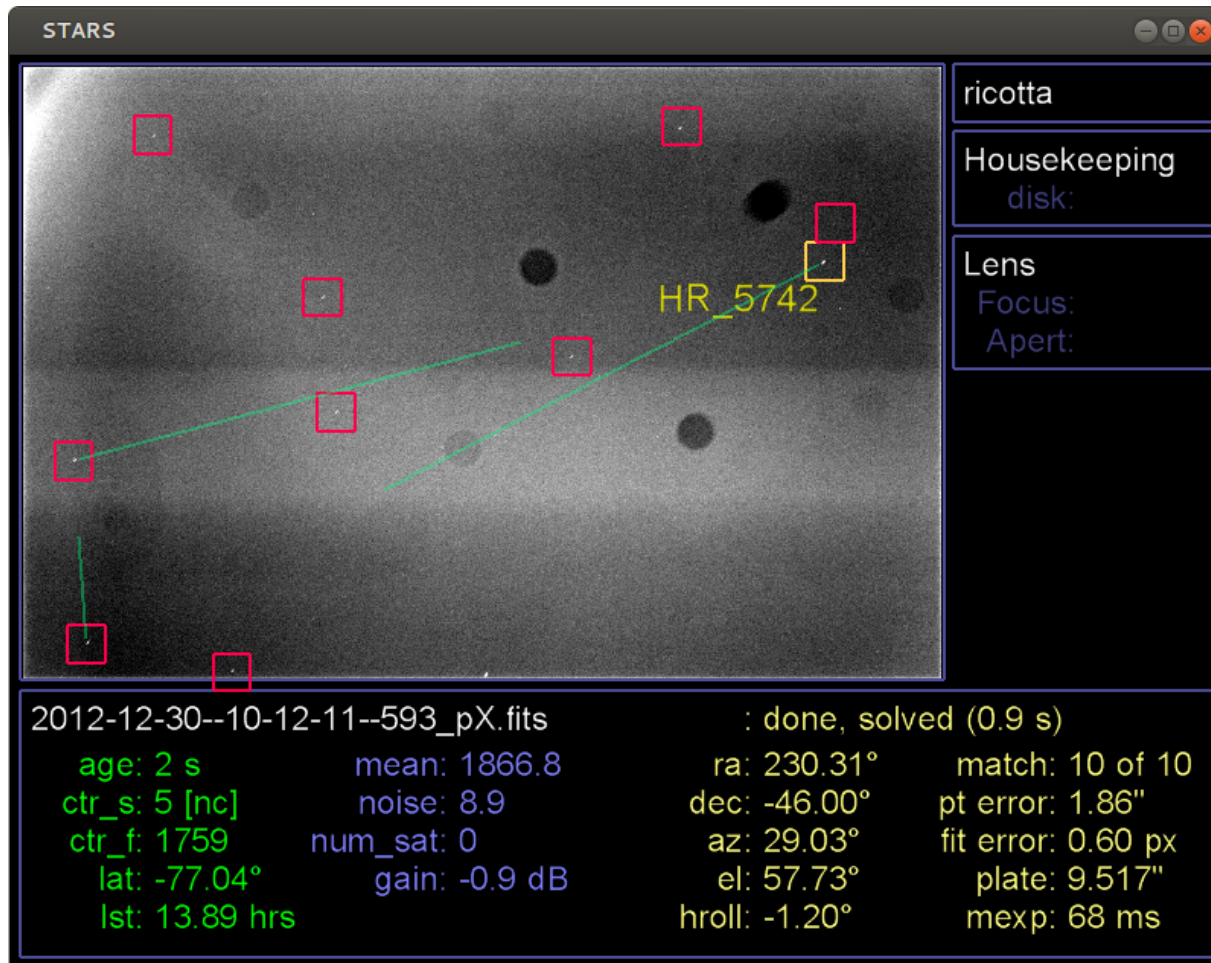 STARS
HR_5742
ricotta
Housekeeping
disk:
Lens
Focus:
Apert:
2012-12-30--10-12-11--593_pX.fits : done, solved (0.9 s)
age: 2 s mean: 1866.8 ra: 230.31° match: 10 of 10
ctr_s: 5 [nc] noise: 8.9 dec: -46.00° pt error: 1.86"
ctr_f: 1759 num_sat: 0 az: 29.03° fit error: 0.60 px
lat: -77.04° gain: -0.9 dB el: 57.73° plate: 9.517"
lst: 13.89 hrs hroll: -1.20° mexp: 68 ms